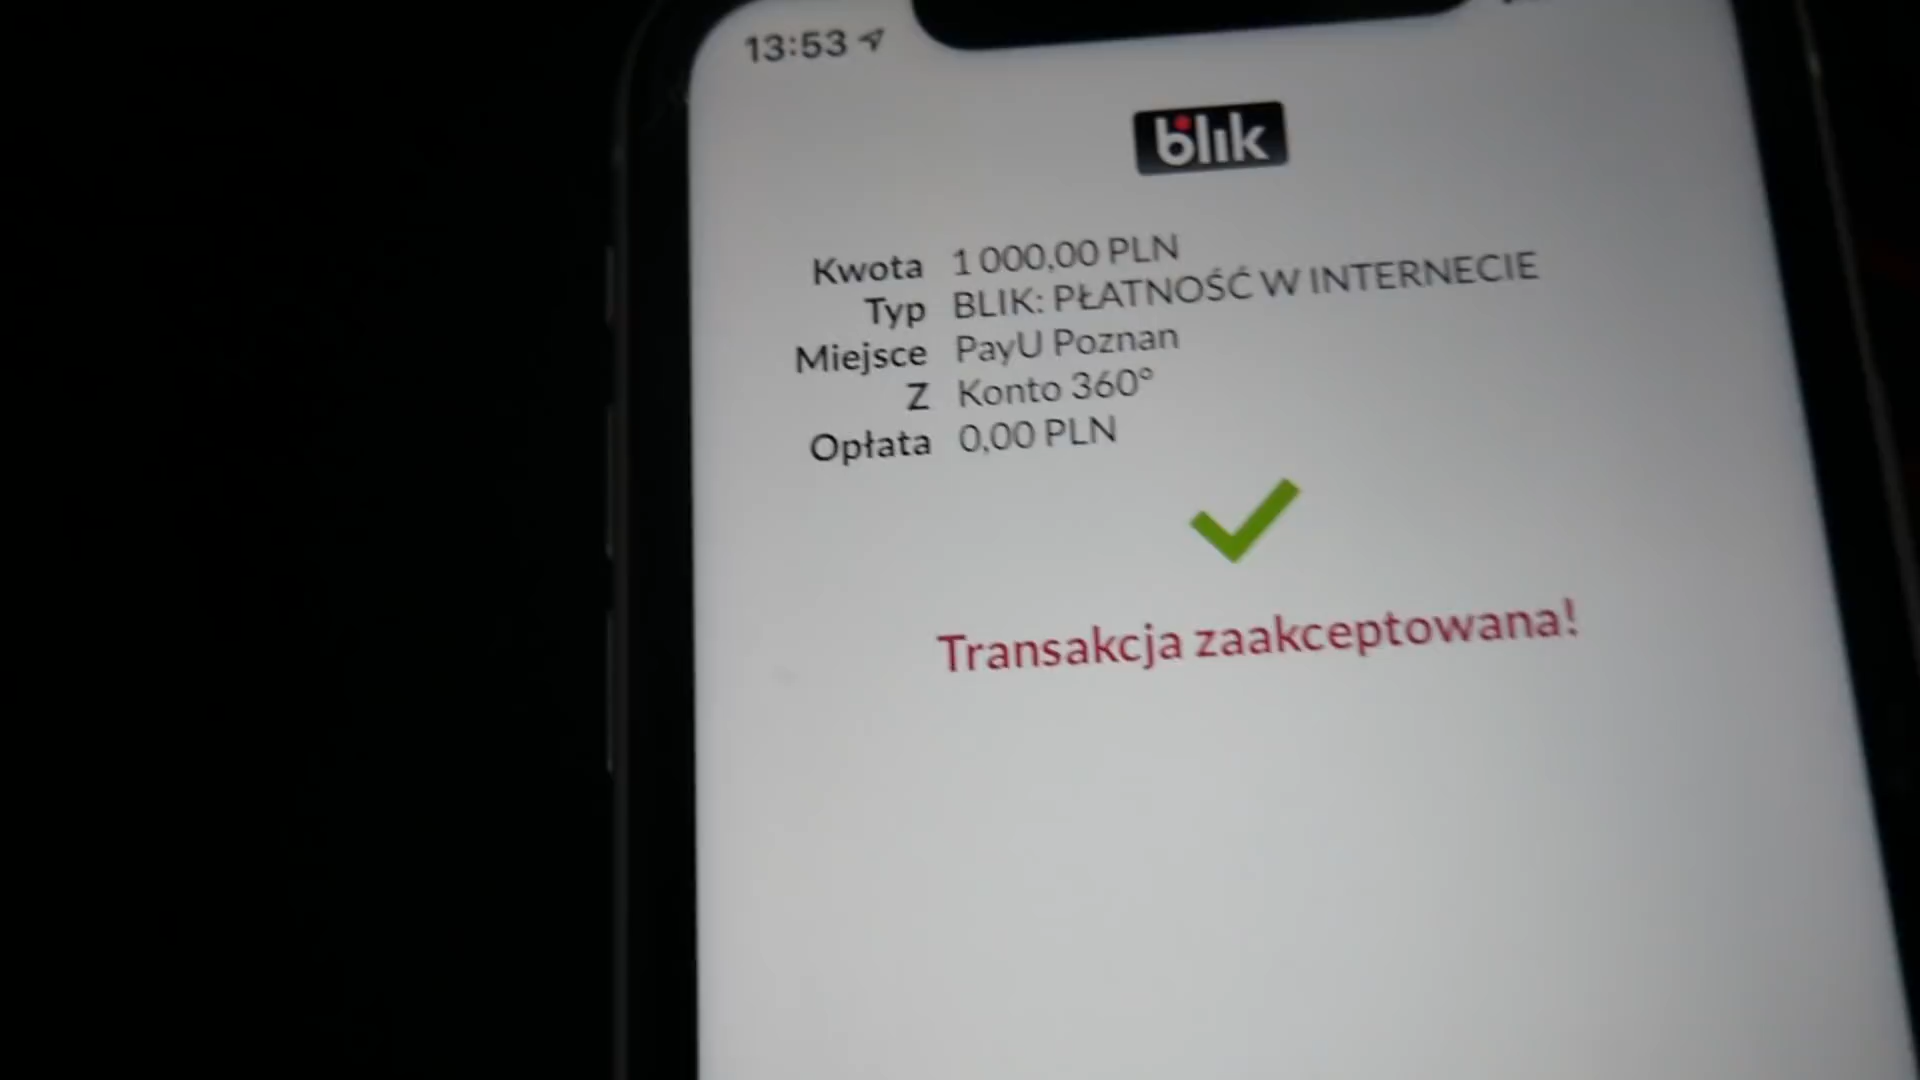 13:53
blik
Kwota 1 000,00 PLN
Typ BLIK: PŁATNOŚĆ W INTERNECIE
Miejsce PayU Poznan
Z Konto 360°
Opłata 0,00 PLN
Transakcja zaakceptowana!